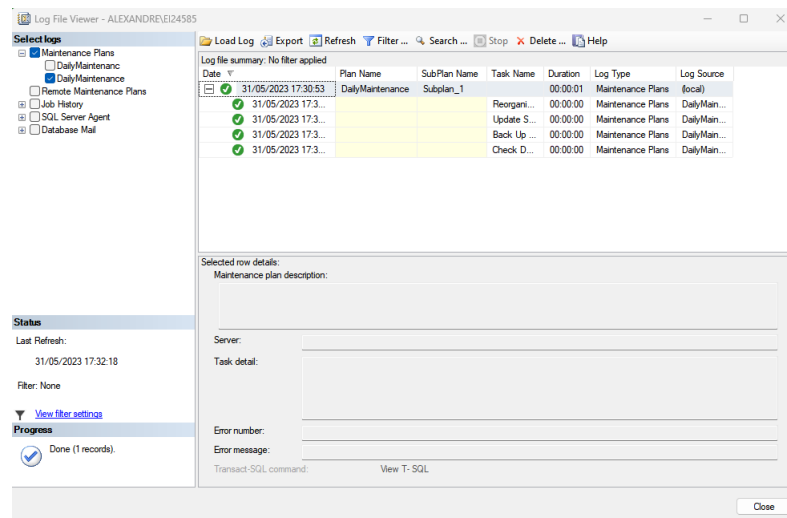 Log File Viewer - ALEXANDRE\EI24585
Select logs
Maintenance Plans
DailyMaintenanc
DailyMaintenance
Remote Maintenance Plans
Job History
SQL Server Agent
Database Mail
Load Log Export Refresh Filter ... Search ... Stop Delete ... Help
Log file summary: No filter applied
Date Plan Name SubPlan Name Task Name Duration Log Type Log Source
31/05/2023 17:30:53 DailyMaintenance Subplan_1 00:00:01 Maintenance Plans (local)
31/05/2023 17:3... Reorgani... 00:00:00 Maintenance Plans DailyMain...
31/05/2023 17:3... Update S... 00:00:00 Maintenance Plans DailyMain...
31/05/2023 17:3... Back Up ... 00:00:00 Maintenance Plans DailyMain...
31/05/2023 17:3... Check D... 00:00:00 Maintenance Plans DailyMain...
Selected row details:
Maintenance plan description:
Server:
Task detail:
Error number:
Error message:
Transact-SQL command: View T- SQL
Status
Last Refresh:
31/05/2023 17:32:18
Filter: None
View filter settings
Progress
Done (1 records).
Close